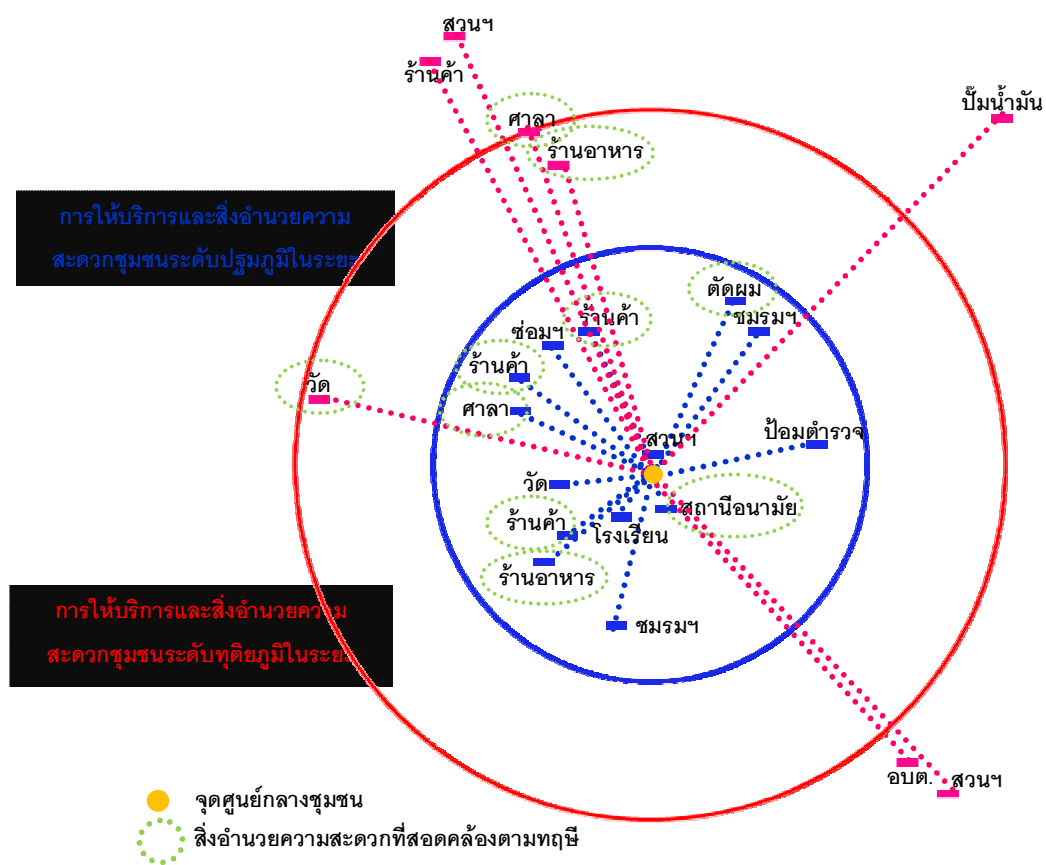 สวนฯ
ร้านค้า
ปั๊มน้ำมัน
ศาลา
ร้านอาหาร
การให้บริการและสิ่งอำนวยความ
สะดวกชุมชนระดับปฐมภูมิในระยะ
ตัดผม
ร้านค้า
ชมรมฯ
ซ่อมฯ
ร้านค้า
วัด
ศาลา
สวนฯ
ป้อมตำรวจ
วัด
สถานีอนามัย
ร้านค้า
โรงเรียน
ร้านอาหาร
การให้บริการและสิ่งอำนวยความ
สะดวกชุมชนระดับทุติยภูมิในระยะ
ชมรมฯ
อบต.
สวนฯ
จุดศูนย์กลางชุมชน
สิ่งอำนวยความสะดวกที่สอดคล้องตามทฤษี